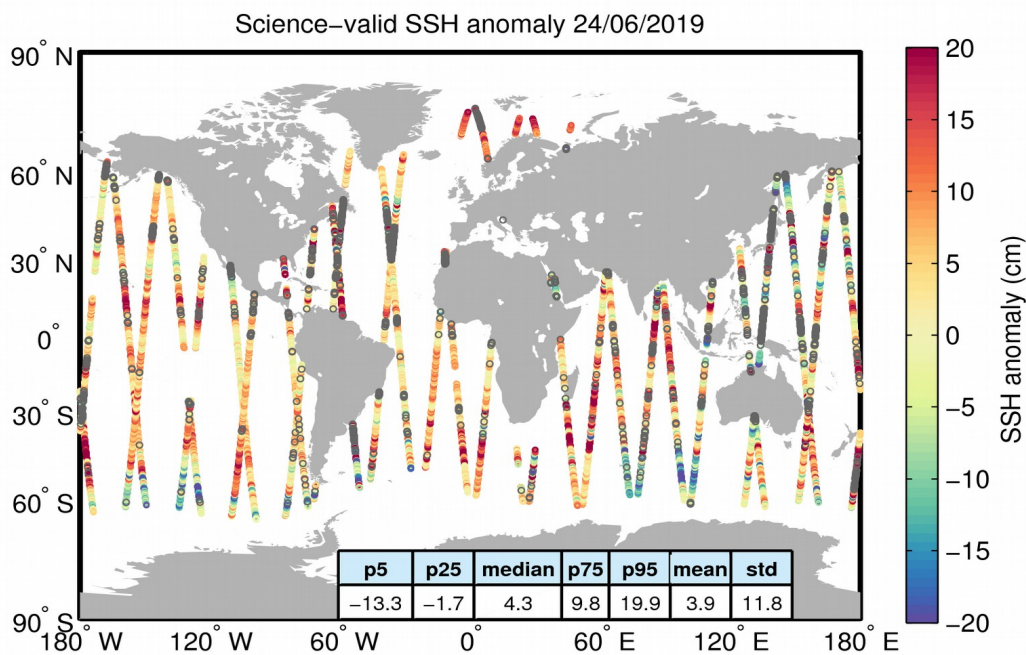 Science−valid SSH anomaly 24/06/2019
90° N
60° N
30° N
0°
30° S
60° S
90° S
180° W
120° W
60° W
0°
60° E
120° E
180° E
p5 p25 median p75 p95 mean std
−13.3 −1.7 4.3 9.8 19.9 3.9 11.8
20
15
10
5
0
−5
−10
−15
−20
SSH anomaly (cm)